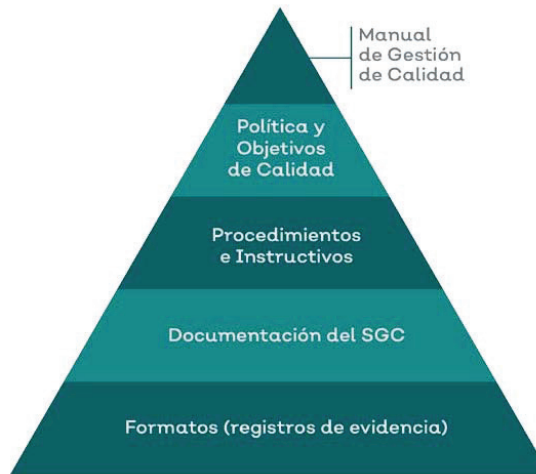 Manual
de Gestión
de Calidad
Política y
Objetivos
de Calidad
Procedimientos
e Instructivos
Documentación del SGC
Formatos (registros de evidencia)